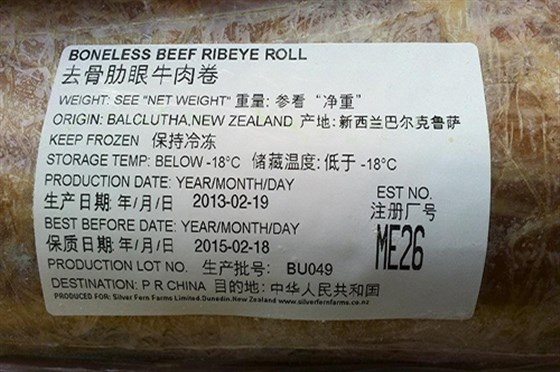 BONELESS BEEF RIBEYE ROLL
去骨肋眼牛肉卷
WEIGHT: SEE "NET WEIGHT" 重量: 参看 “净重”
ORIGIN: BALCLUTHA,NEW ZEALAND 产地: 新西兰巴尔克鲁萨
KEEP FROZEN 保持冷冻
STORAGE TEMP: BELOW -18°C 储藏温度: 低于 -18°C
PRODUCTION DATE: YEAR/MONTH/DAY
生产日期: 年/月/日 2013-02-19
BEST BEFORE DATE: YEAR/MONTH/DAY
保质日期: 年/月/日 2015-02-18
PRODUCTION LOT NO. 生产批号: BU049
DESTINATION: P R CHINA 目的地: 中华人民共和国
PRODUCED FOR: Silver Fern Farms Limited.Dunedin.New Zealand www.silverfernfarms.co.nz
EST NO.
注册厂号
ME26